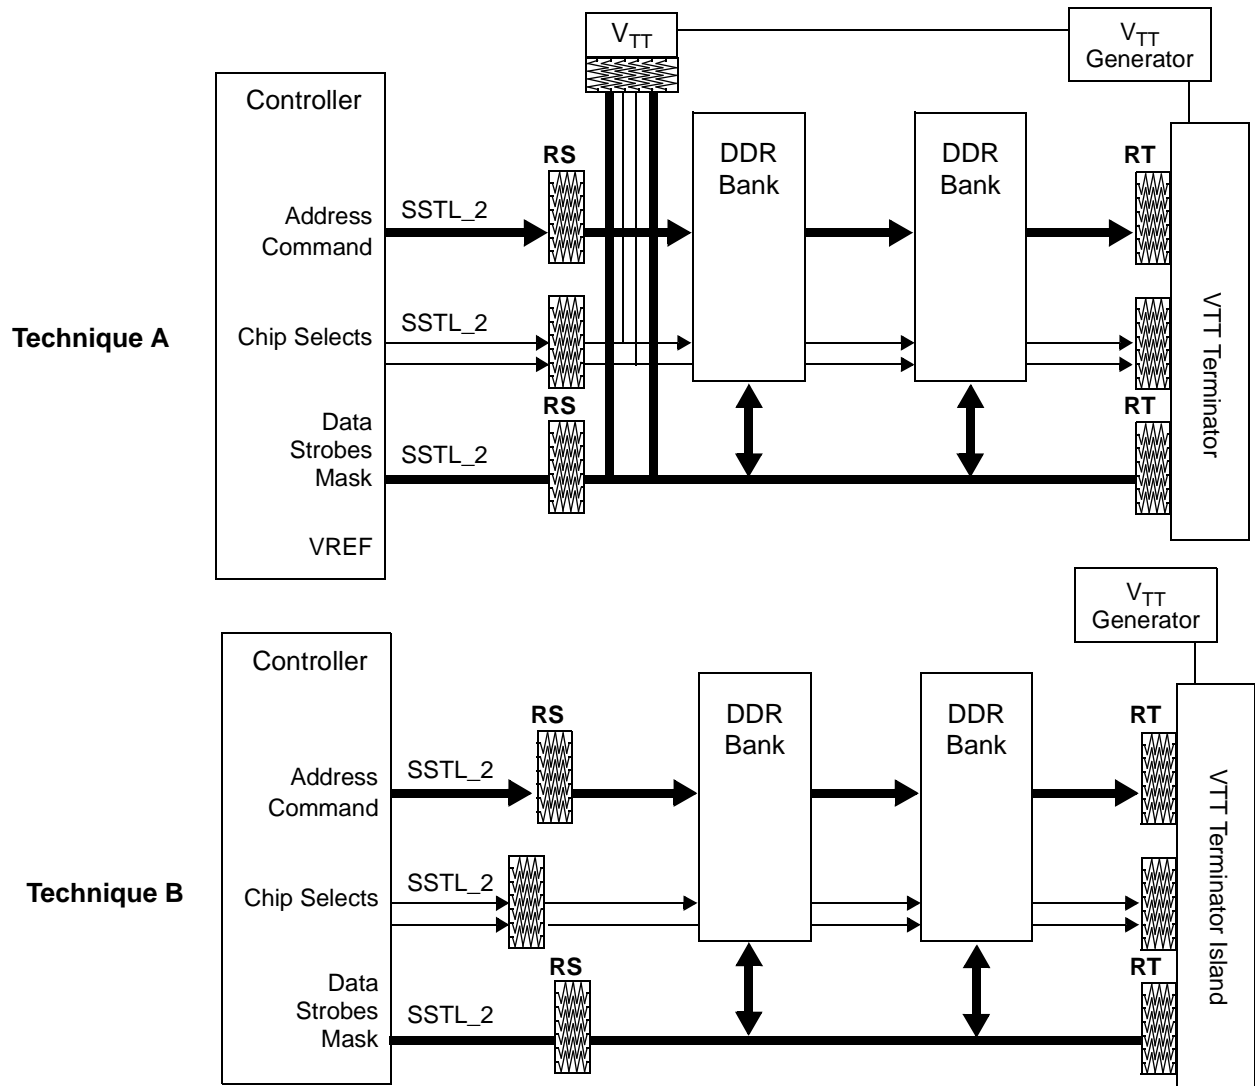 VTT
VTT
Generator
Controller
RS
DDR
Bank
DDR
Bank
RT
SSTL_2
Address
Command
Technique A
Chip Selects
SSTL_2
VTT Terminator
RS
RT
Data
Strobes
Mask
SSTL_2
VREF
VTT
Generator
Controller
RS
DDR
Bank
DDR
Bank
RT
SSTL_2
Address
Command
Technique B
Chip Selects
SSTL_2
VTT Terminator Island
RS
RT
Data
Strobes
Mask
SSTL_2